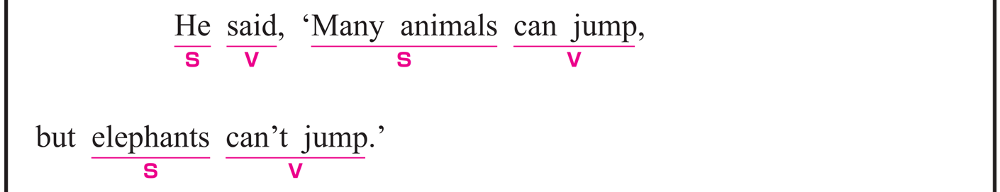 He said, ‘Many animals can jump,
S V S V
but elephants can’t jump.’
S V